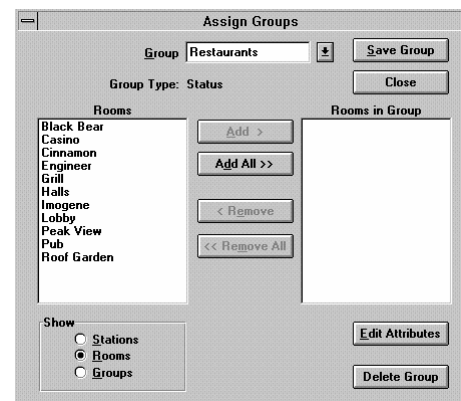 Assign Groups
Group Restaurants
Save Group
Group Type: Status
Close
Rooms
Rooms in Group
Black Bear
Casino
Cinnamon
Engineer
Grill
Halls
Imogene
Lobby
Peak View
Pub
Roof Garden
Add >
Add All >>
< Remove
<< Remove All
Show
Stations
Rooms
Groups
Edit Attributes
Delete Group